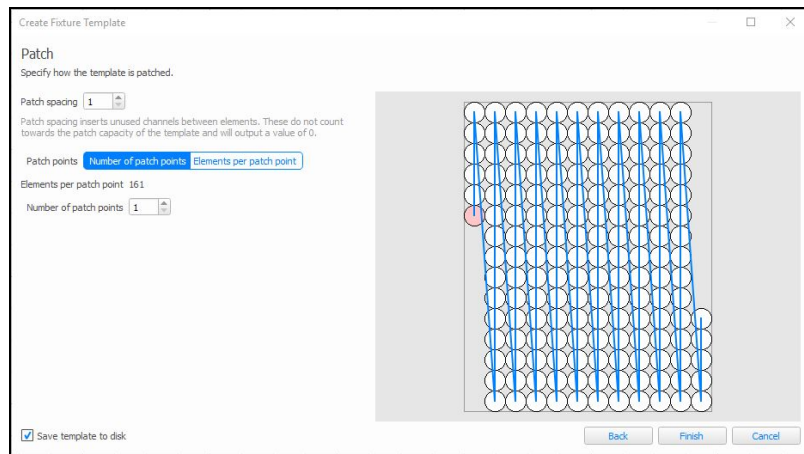 Create Fixture Template
Patch
Specify how the template is patched.
Patch spacing 1
Patch spacing inserts unused channels between elements. These do not count
towards the patch capacity of the template and will output a value of 0.
Patch points Number of patch points Elements per patch point
Elements per patch point 161
Number of patch points 1
Save template to disk
Back Finish Cancel